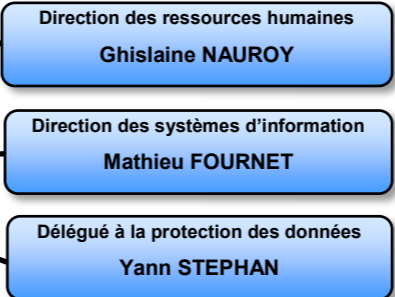 Direction des ressources humaines
Ghislaine NAUROY
Direction des systèmes d’information
Mathieu FOURNET
Délégué à la protection des données
Yann STEPHAN